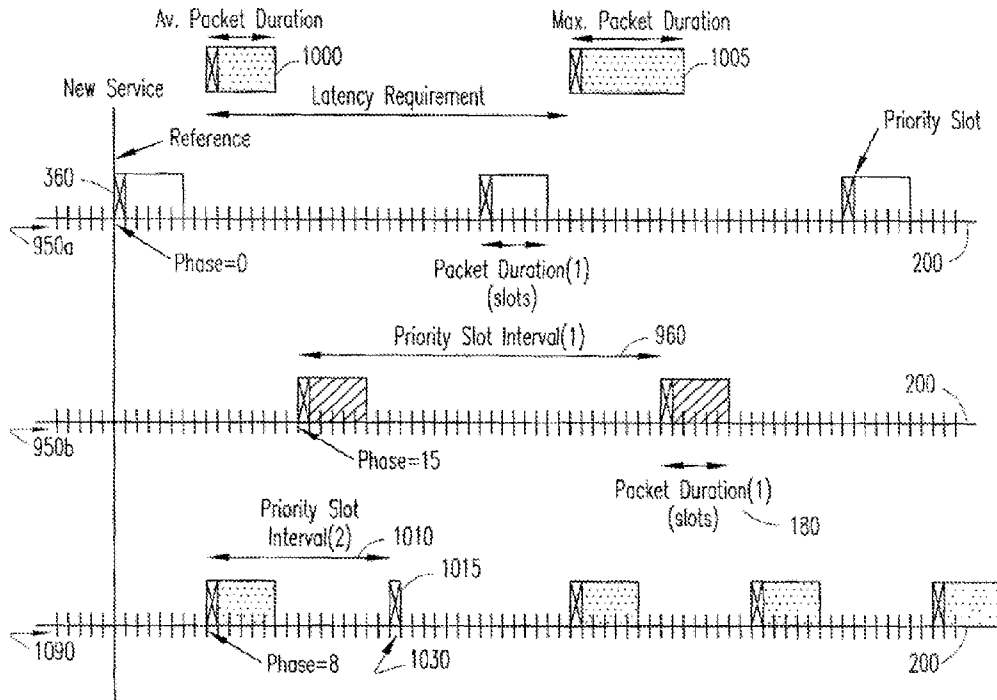 Av. Packet Duration
Max. Packet Duration
1000
1005
New Service
Latency Requirement
Reference
Priority Slot
360
950a
Phase=0
Packet Duration(1)
(slots)
200
Priority Slot Interval(1)
960
200
950b
Phase=15
Packet Duration(1)
(slots)
180
Priority Slot
Interval(2)
1010
1015
1090
Phase=8
1030
200